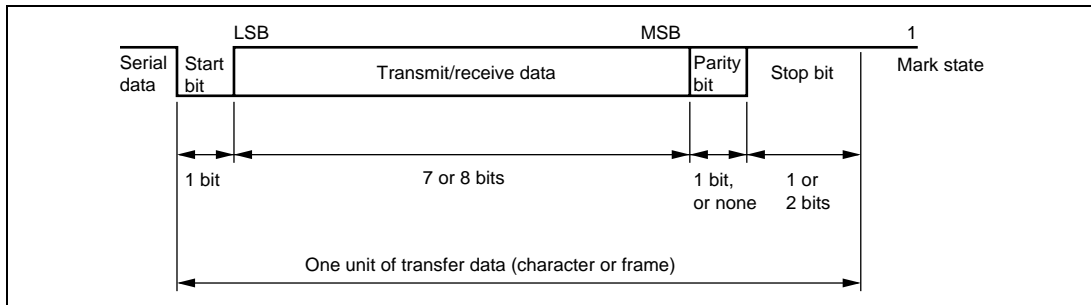 LSB MSB 1
Serial data
Start bit
Transmit/receive data
Parity bit
Stop bit
Mark state
1 bit
7 or 8 bits
1 bit, or none
1 or 2 bits
One unit of transfer data (character or frame)